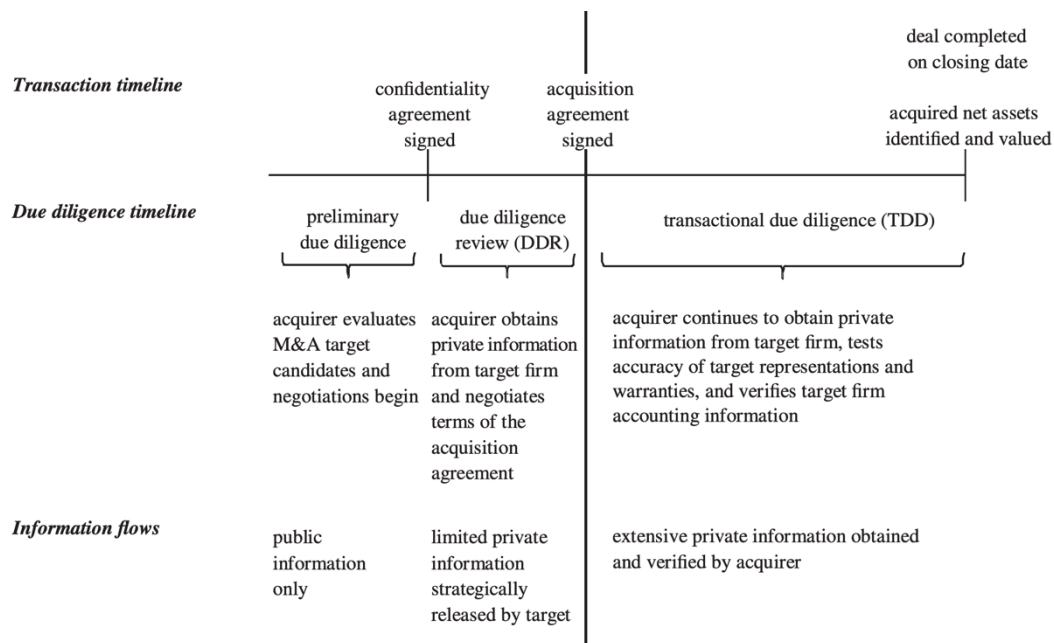 deal completed
on closing date
Transaction timeline
confidentiality
agreement
signed
acquisition
agreement
signed
acquired net assets
identified and valued
Due diligence timeline
preliminary
due diligence
due diligence
review (DDR)
transactional due diligence (TDD)
acquirer evaluates
M&A target
candidates and
negotiations begin
acquirer obtains
private information
from target firm
and negotiates
terms of the
acquisition
agreement
acquirer continues to obtain private
information from target firm, tests
accuracy of target representations and
warranties, and verifies target firm
accounting information
Information flows
public
information
only
limited private
information
strategically
released by target
extensive private information obtained
and verified by acquirer